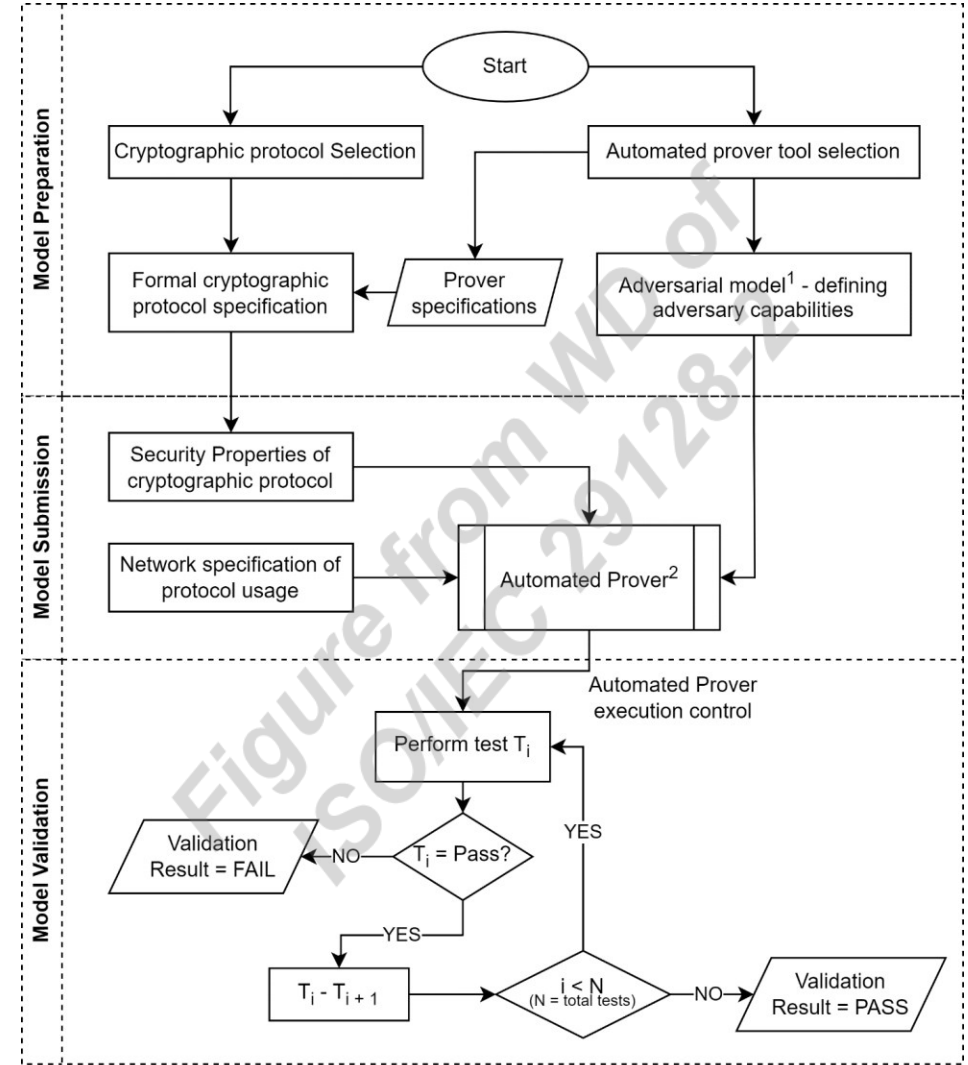 Model Preparation
Start
Cryptographic protocol Selection
Automated prover tool selection
Formal cryptographic
protocol specification
Prover
specifications
Adversarial model1 - defining
adversary capabilities
Model Submission
Security Properties of
cryptographic protocol
Network specification of
protocol usage
Automated Prover2
Model Validation
Automated Prover
execution control
Perform test Ti
Ti = Pass?
NO
Validation
Result = FAIL
YES
Ti - Ti + 1
i < N
(N = total tests)
YES
NO
Validation
Result = PASS
Figure from WD of
ISO/IEC 29128-2